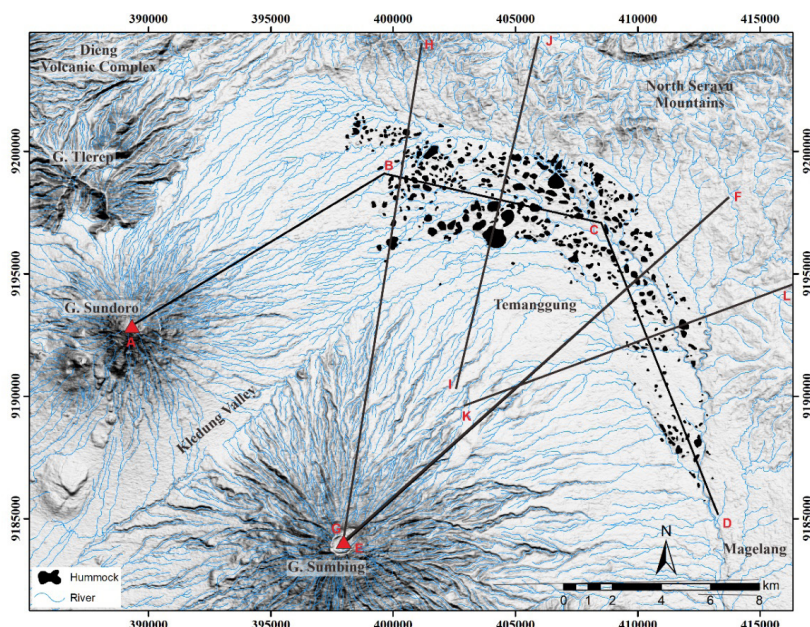 390000 395000 400000 405000 410000 415000
H
J
Dieng
Volcanic Complex
North Serayu
Mountains
9200000 9200000
G. Tlerep
B
F
C
9195000 9195000
L
G. Sundoro
Temanggung
A
I
9190000 9190000
K
Kledung Valley
9185000 9185000
G
E
D
N
G. Sumbing
Magelang
Hummock
River
0 1 2 4 6 8
km
390000 395000 400000 405000 410000 415000